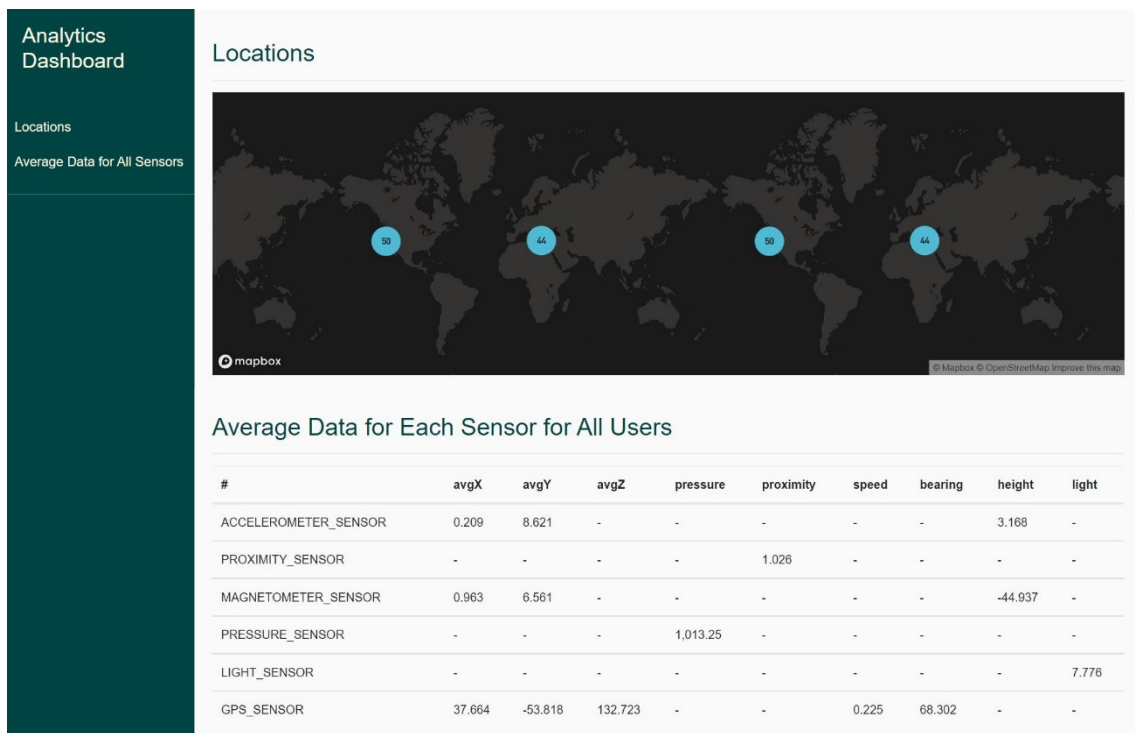 Analytics
Dashboard
Locations
Average Data for All Sensors
Locations
50
44
50
44
mapbox
© Mapbox © OpenStreetMap Improve this map
Average Data for Each Sensor for All Users
# avgX avgY avgZ pressure proximity speed bearing height light
ACCELEROMETER_SENSOR 0.209 8.621 - - - - - 3.168 -
PROXIMITY_SENSOR - - - - 1.026 - - - -
MAGNETOMETER_SENSOR 0.963 6.561 - - - - - -44.937 -
PRESSURE_SENSOR - - - 1,013.25 - - - - -
LIGHT_SENSOR - - - - - - - - 7.776
GPS_SENSOR 37.664 -53.818 132.723 - - 0.225 68.302 - -